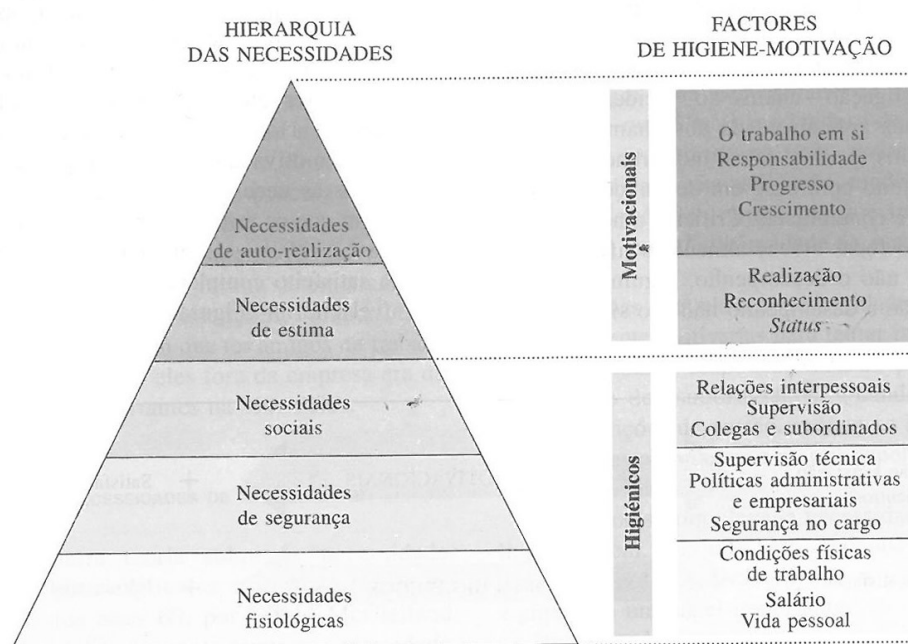 HIERARQUIA
DAS NECESSIDADES
Necessidades
de auto-realização
Necessidades
de estima
Necessidades
sociais
Necessidades
de segurança
Necessidades
fisiológicas
FACTORES
DE HIGIENE-MOTIVAÇÃO
Motivacionais
O trabalho em si
Responsabilidade
Progresso
Crescimento
Realização
Reconhecimento
Status
Higiénicos
Relações interpessoais
Supervisão
Colegas e subordinados
Supervisão técnica
Políticas administrativas
e empresariais
Segurança no cargo
Condições físicas
de trabalho
Salário
Vida pessoal